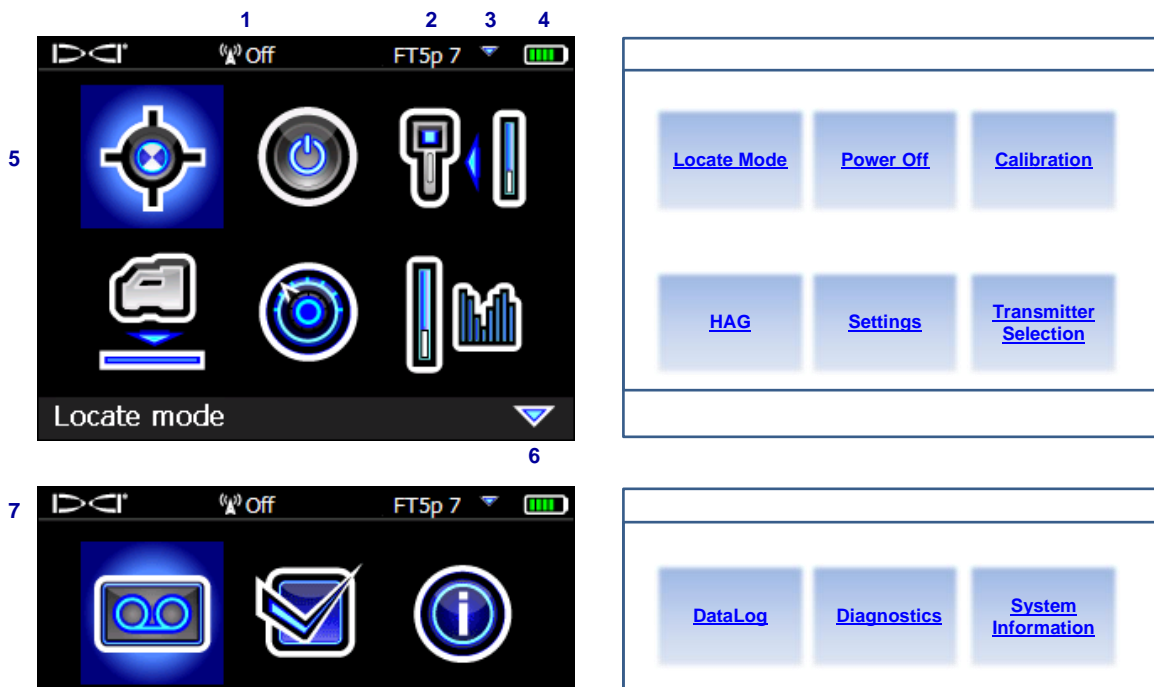 1 2 3 4
DCI Off FT5p 7
5
Locate Mode Power Off Calibration
HAG Settings Transmitter Selection
Locate mode
6
7
DCI Off FT5p 7
DataLog Diagnostics System Information